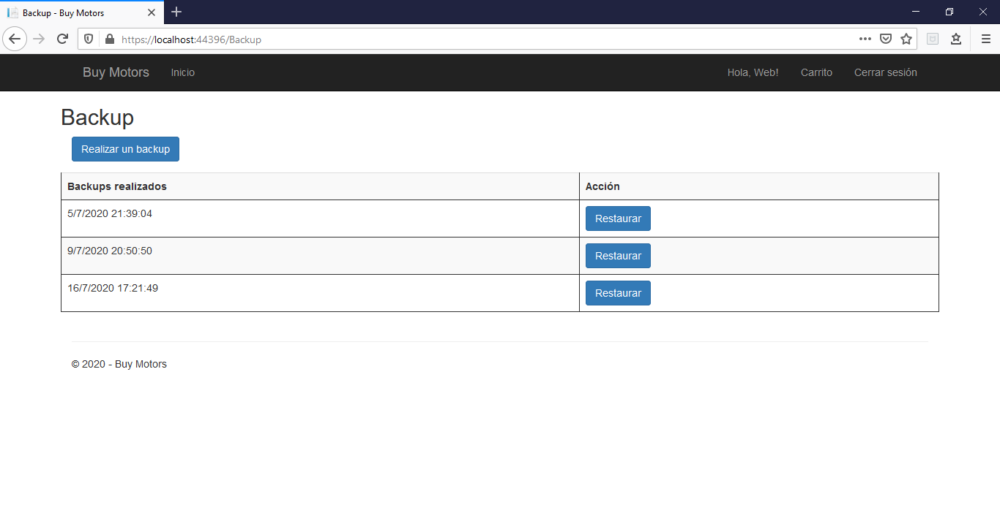 Backup - Buy Motors
https://localhost:44396/Backup
Buy Motors Inicio Hola, Web! Carrito Cerrar sesión
Backup
Realizar un backup
Backups realizados Acción
5/7/2020 21:39:04 Restaurar
9/7/2020 20:50:50 Restaurar
16/7/2020 17:21:49 Restaurar
© 2020 - Buy Motors